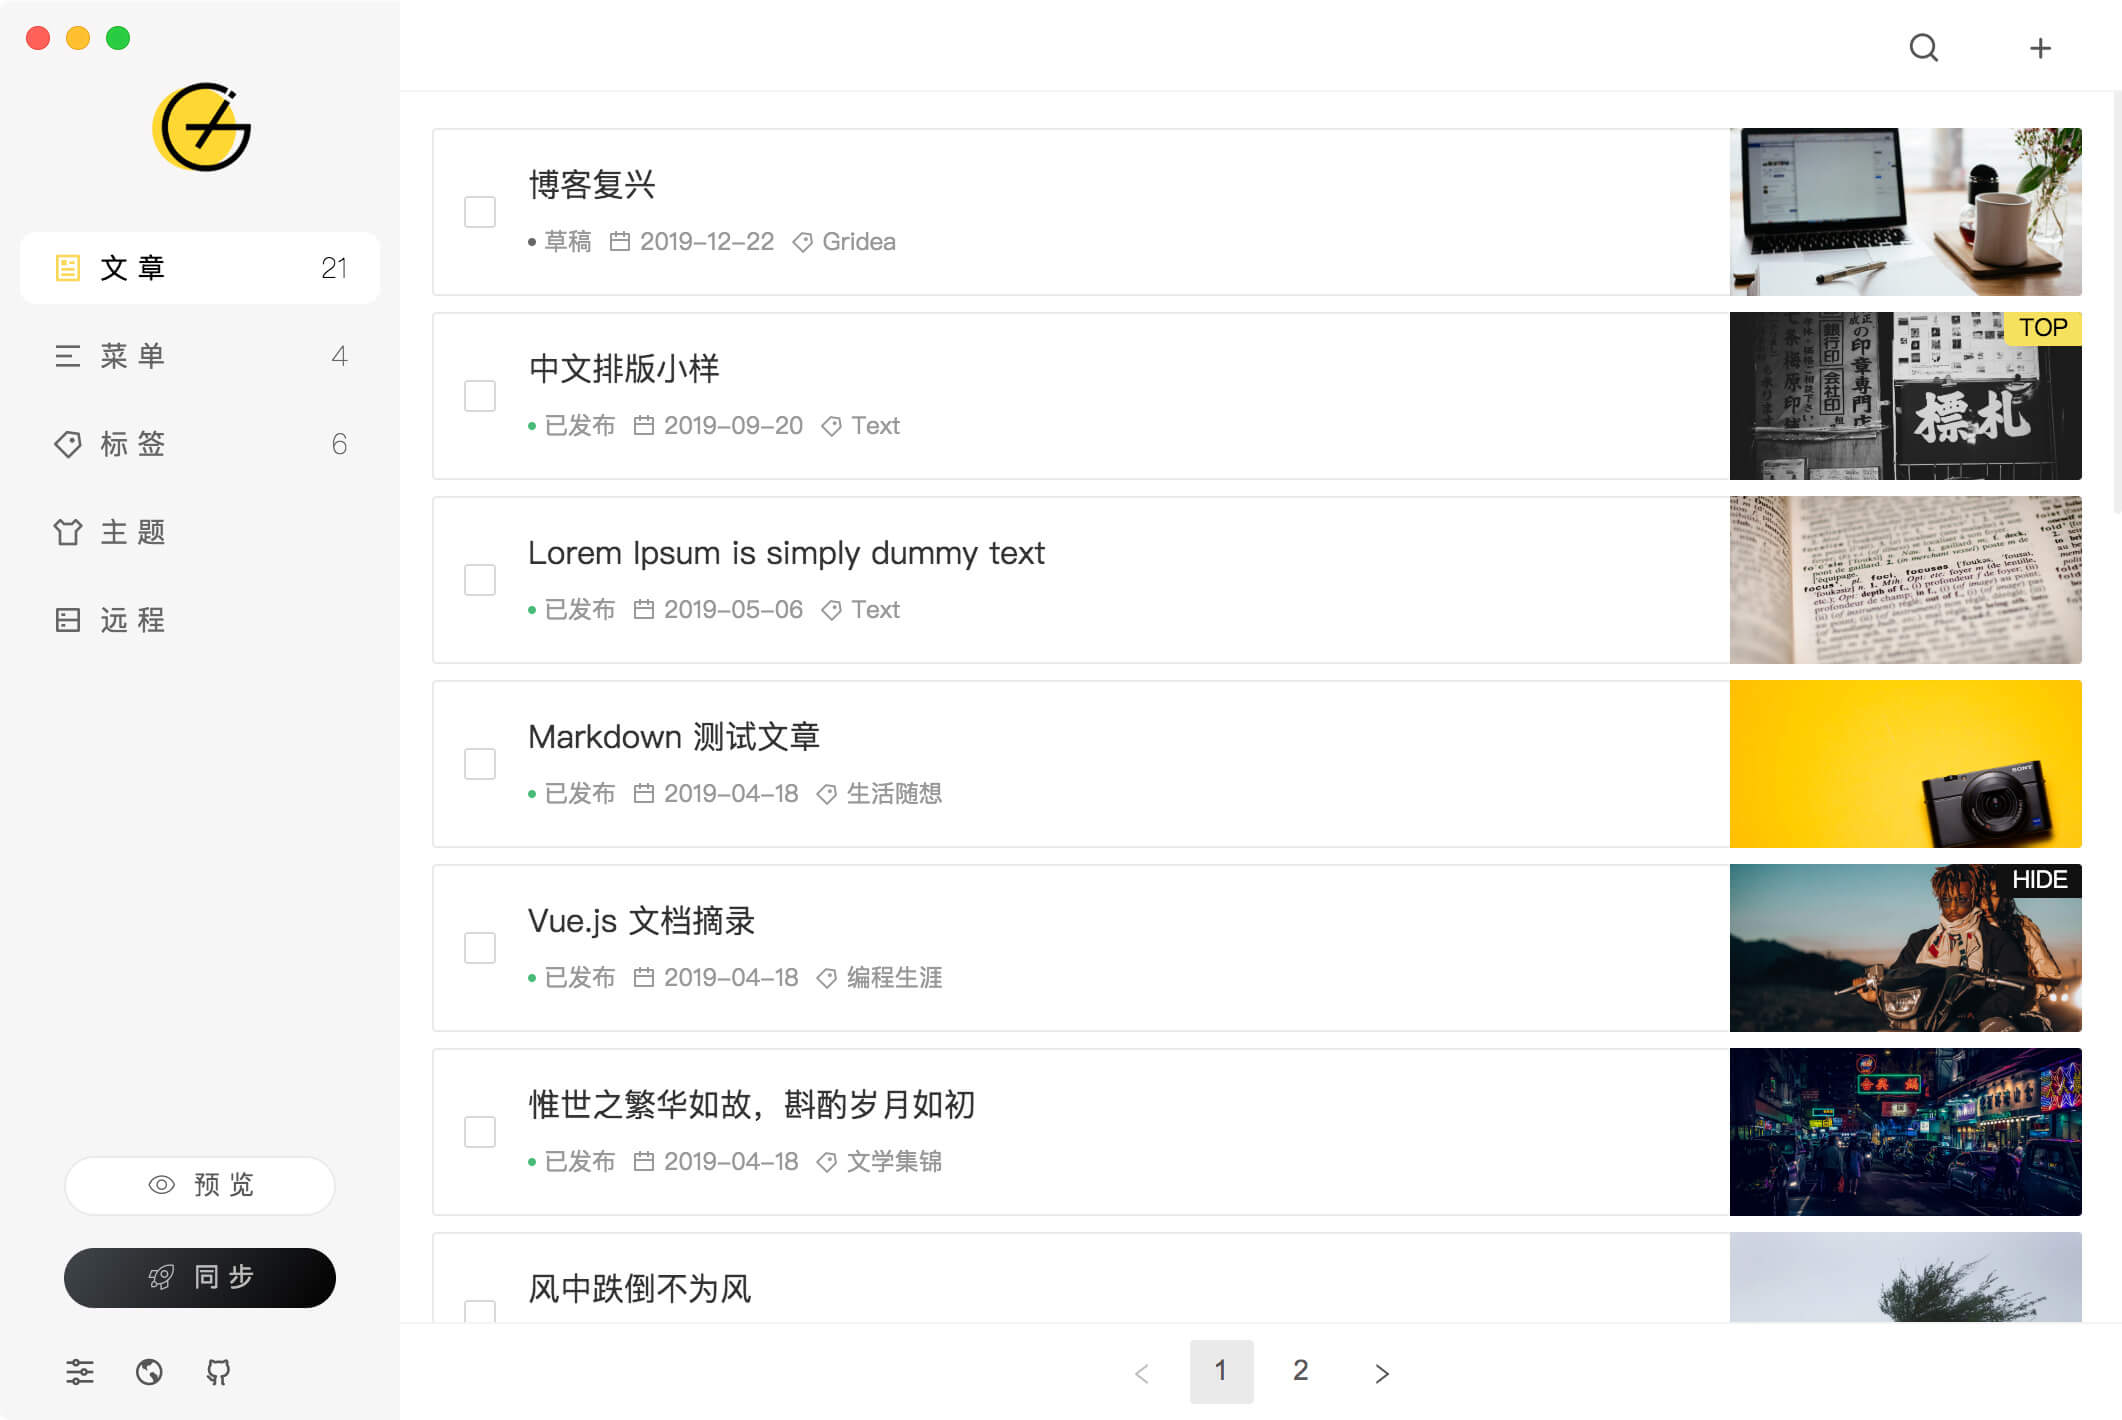 文章 21
菜单 4
标签 6
主题
远程
预览
同步
博客复兴
草稿 2019-12-22 Gridea
中文排版小样
已发布 2019-09-20 Text
TOP
標札
Lorem Ipsum is simply dummy text
已发布 2019-05-06 Text
Markdown 测试文章
已发布 2019-04-18 生活随想
SONY
Vue.js 文档摘录
已发布 2019-04-18 编程生涯
HIDE
惟世之繁华如故，斟酌岁月如初
已发布 2019-04-18 文学集锦
风中跌倒不为风
1 2